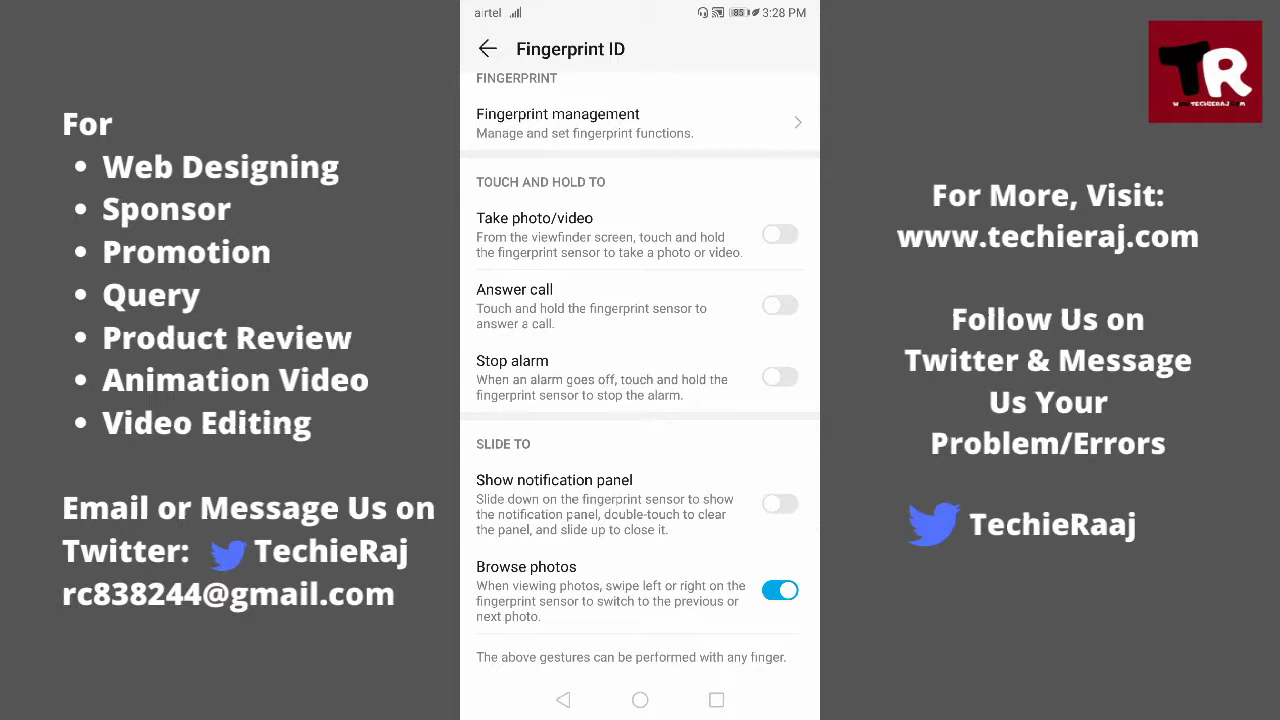 For
• Web Designing
• Sponsor
• Promotion
• Query
• Product Review
• Animation Video
• Video Editing
Email or Message Us on
Twitter: TechieRaj
rc838244@gmail.com
airtel 85 3:28 PM
Fingerprint ID
FINGERPRINT
Fingerprint management
Manage and set fingerprint functions.
TOUCH AND HOLD TO
Take photo/video
From the viewfinder screen, touch and hold
the fingerprint sensor to take a photo or video.
Answer call
Touch and hold the fingerprint sensor to
answer a call.
Stop alarm
When an alarm goes off, touch and hold the
fingerprint sensor to stop the alarm.
SLIDE TO
Show notification panel
Slide down on the fingerprint sensor to show
the notification panel, double-touch to clear
the panel, and slide up to close it.
Browse photos
When viewing photos, swipe left or right on the
fingerprint sensor to switch to the previous or
next photo.
The above gestures can be performed with any finger.
TR
WWW.TECHIERAJ.COM
For More, Visit:
www.techieraj.com
Follow Us on
Twitter & Message
Us Your
Problem/Errors
TechieRaaj